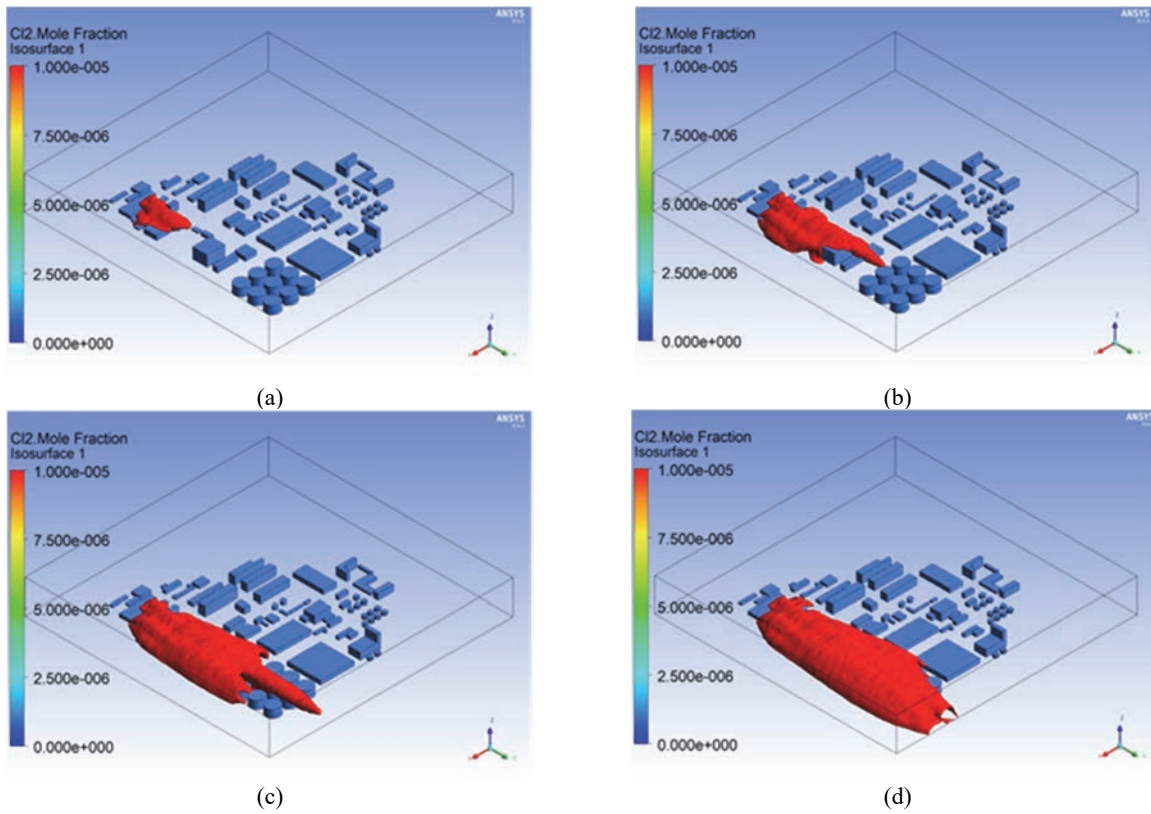 ANSYS
Cl2.Mole Fraction
Isosurface 1
1.000e-005
7.500e-006
5.000e-006
2.500e-006
0.000e+000
Z
(a)
ANSYS
Cl2.Mole Fraction
Isosurface 1
1.000e-005
7.500e-006
5.000e-006
2.500e-006
0.000e+000
Z
(b)
ANSYS
Cl2.Mole Fraction
Isosurface 1
1.000e-005
7.500e-006
5.000e-006
2.500e-006
0.000e+000
Z
(c)
ANSYS
Cl2.Mole Fraction
Isosurface 1
1.000e-005
7.500e-006
5.000e-006
2.500e-006
0.000e+000
Z
(d)